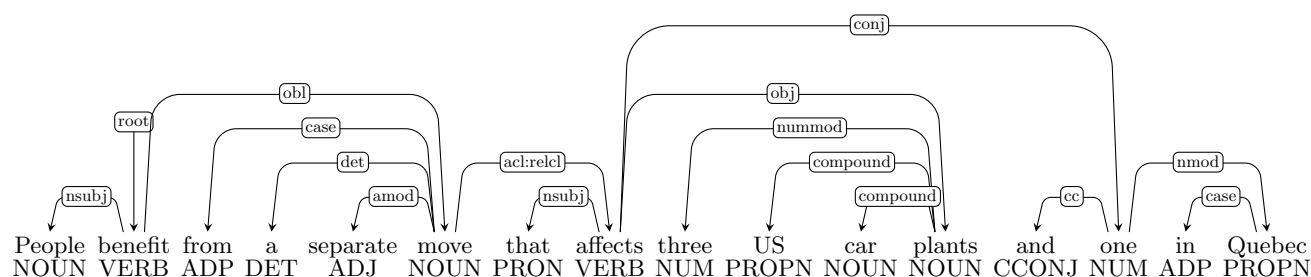 conj
obl obj
root
case nummod
det acl:relcl compound nmod
nsubj amod nsubj compound cc case
People benefit from a separate move that affects three US car plants and one in Quebec
NOUN VERB ADP DET ADJ NOUN PRON VERB NUM PROPN NOUN NOUN CCONJ NUM ADP PROPN